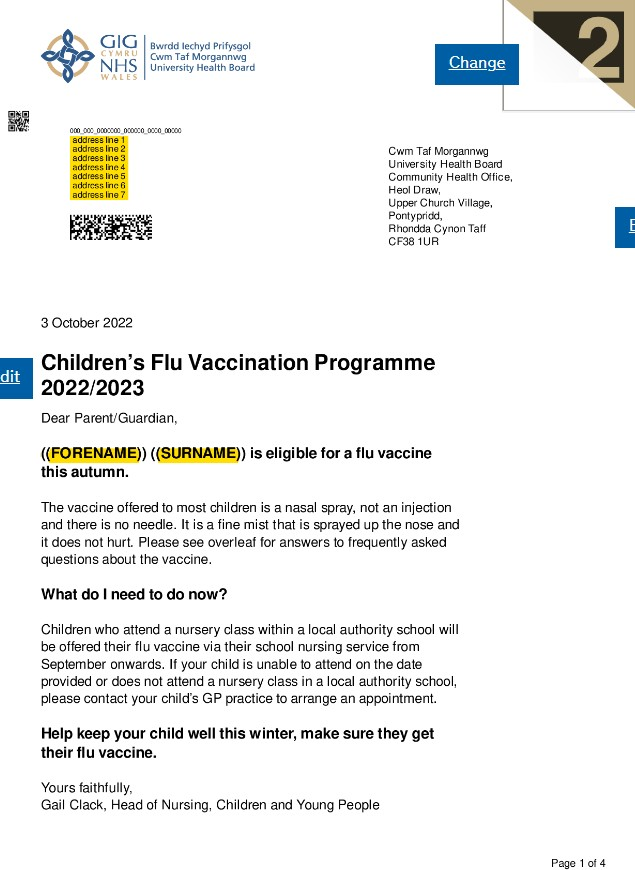 GIG
CYMRU
NHS
WALES
Bwrdd Iechyd Prifysgol
Cwm Taf Morgannwg
University Health Board
Change
2
000_000_0000000_000000_0000_00000
address line 1
address line 2
address line 3
address line 4
address line 5
address line 6
address line 7
Cwm Taf Morgannwg
University Health Board
Community Health Office,
Heol Draw,
Upper Church Village,
Pontypridd,
Rhondda Cynon Taff
CF38 1UR
3 October 2022
dit
Children’s Flu Vaccination Programme
2022/2023
Dear Parent/Guardian,
((FORENAME)) ((SURNAME)) is eligible for a flu vaccine
this autumn.
The vaccine offered to most children is a nasal spray, not an injection
and there is no needle. It is a fine mist that is sprayed up the nose and
it does not hurt. Please see overleaf for answers to frequently asked
questions about the vaccine.
What do I need to do now?
Children who attend a nursery class within a local authority school will
be offered their flu vaccine via their school nursing service from
September onwards. If your child is unable to attend on the date
provided or does not attend a nursery class in a local authority school,
please contact your child’s GP practice to arrange an appointment.
Help keep your child well this winter, make sure they get
their flu vaccine.
Yours faithfully,
Gail Clack, Head of Nursing, Children and Young People
Page 1 of 4